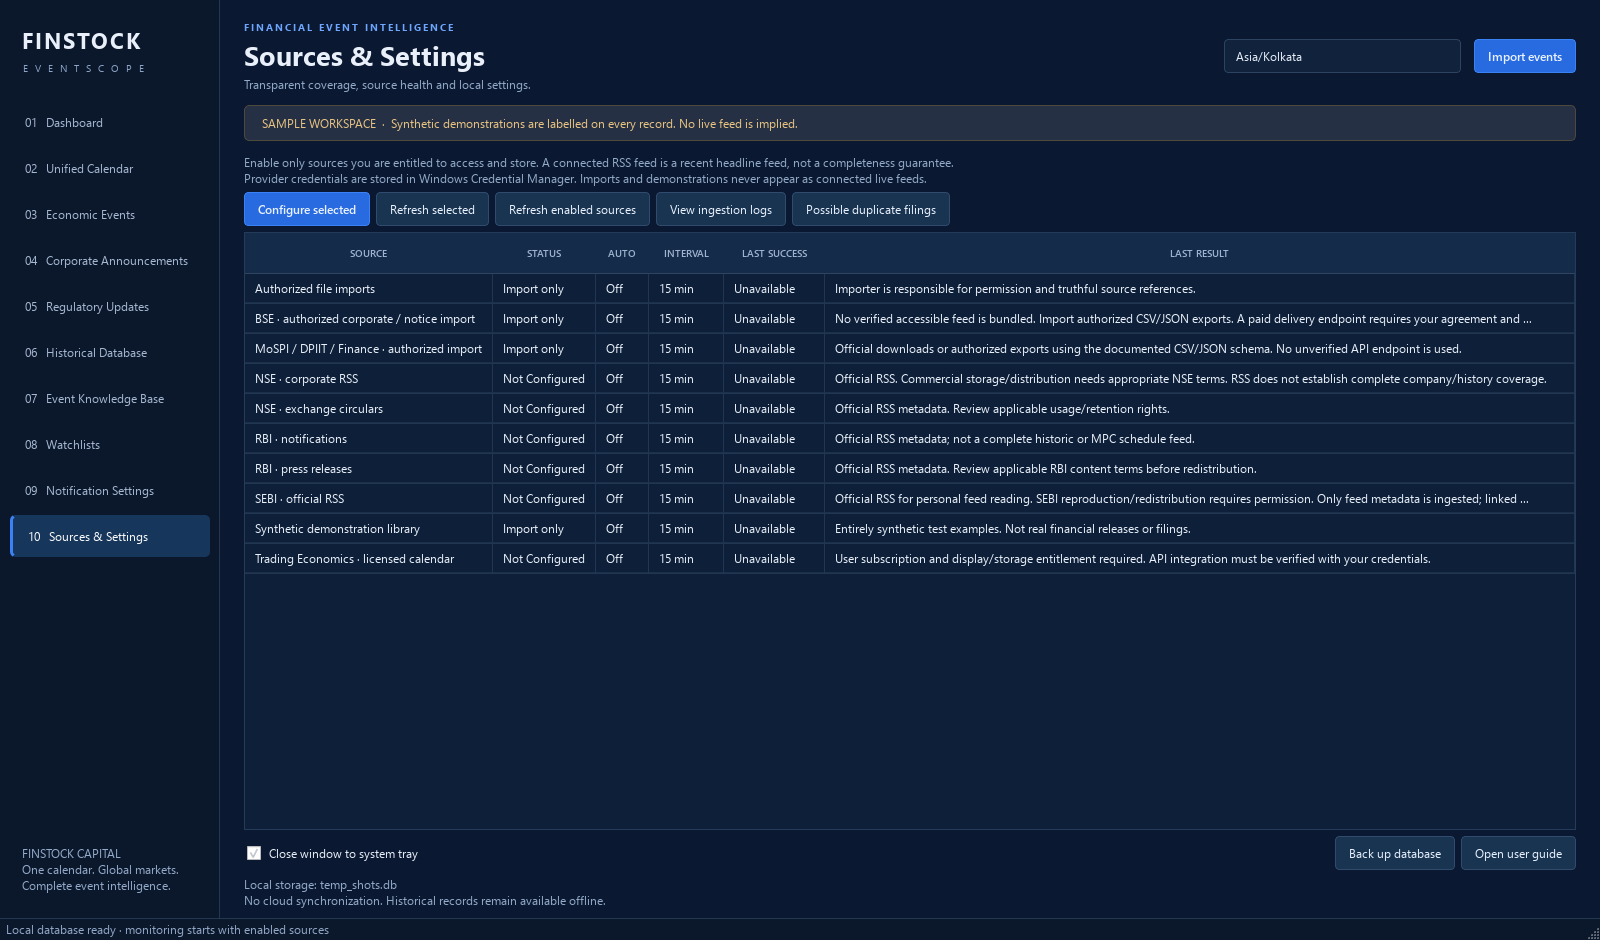 FINSTOCK
EVENTSCOPE
01 Dashboard
02 Unified Calendar
03 Economic Events
04 Corporate Announcements
05 Regulatory Updates
06 Historical Database
07 Event Knowledge Base
08 Watchlists
09 Notification Settings
10 Sources & Settings
FINSTOCK CAPITAL
One calendar. Global markets.
Complete event intelligence.
FINANCIAL EVENT INTELLIGENCE
Sources & Settings
Transparent coverage, source health and local settings.
Asia/Kolkata
Import events
SAMPLE WORKSPACE · Synthetic demonstrations are labelled on every record. No live feed is implied.
Enable only sources you are entitled to access and store. A connected RSS feed is a recent headline feed, not a completeness guarantee.
Provider credentials are stored in Windows Credential Manager. Imports and demonstrations never appear as connected live feeds.
Configure selected Refresh selected Refresh enabled sources View ingestion logs Possible duplicate filings
SOURCE STATUS AUTO INTERVAL LAST SUCCESS LAST RESULT
Authorized file imports Import only Off 15 min Unavailable Importer is responsible for permission and truthful source references.
BSE · authorized corporate / notice import Import only Off 15 min Unavailable No verified accessible feed is bundled. Import authorized CSV/JSON exports. A paid delivery endpoint requires your agreement and ...
MoSPI / DPIIT / Finance · authorized import Import only Off 15 min Unavailable Official downloads or authorized exports using the documented CSV/JSON schema. No unverified API endpoint is used.
NSE · corporate RSS Not Configured Off 15 min Unavailable Official RSS. Commercial storage/distribution needs appropriate NSE terms. RSS does not establish complete company/history coverage.
NSE · exchange circulars Not Configured Off 15 min Unavailable Official RSS metadata. Review applicable usage/retention rights.
RBI · notifications Not Configured Off 15 min Unavailable Official RSS metadata; not a complete historic or MPC schedule feed.
RBI · press releases Not Configured Off 15 min Unavailable Official RSS metadata. Review applicable RBI content terms before redistribution.
SEBI · official RSS Not Configured Off 15 min Unavailable Official RSS for personal feed reading. SEBI reproduction/redistribution requires permission. Only feed metadata is ingested; linked ...
Synthetic demonstration library Import only Off 15 min Unavailable Entirely synthetic test examples. Not real financial releases or filings.
Trading Economics · licensed calendar Not Configured Off 15 min Unavailable User subscription and display/storage entitlement required. API integration must be verified with your credentials.
Close window to system tray
Back up database Open user guide
Local storage: temp_shots.db
No cloud synchronization. Historical records remain available offline.
Local database ready · monitoring starts with enabled sources